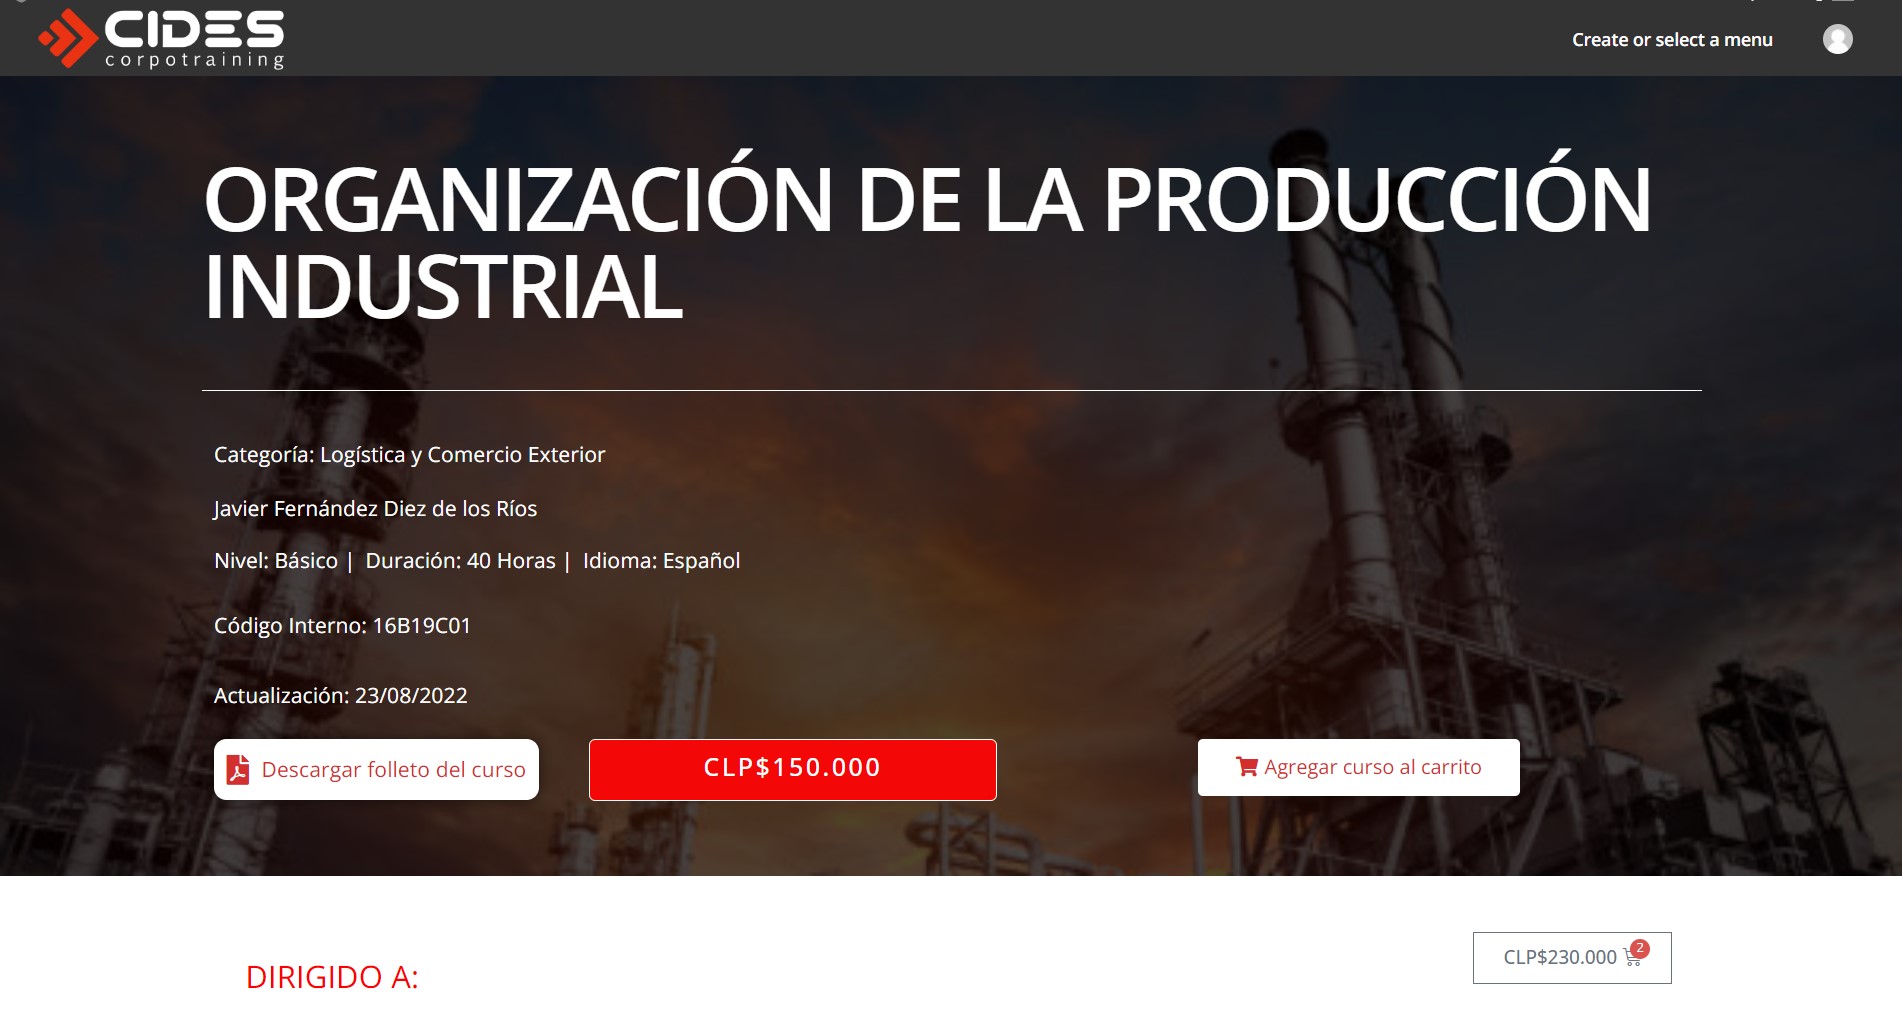 CIDES
corpotraining
Create or select a menu
ORGANIZACIÓN DE LA PRODUCCIÓN
INDUSTRIAL
Categoría: Logística y Comercio Exterior
Javier Fernández Diez de los Ríos
Nivel: Básico | Duración: 40 Horas | Idioma: Español
Código Interno: 16B19C01
Actualización: 23/08/2022
Descargar folleto del curso
CLP$150.000
Agregar curso al carrito
CLP$230.000 2
DIRIGIDO A: